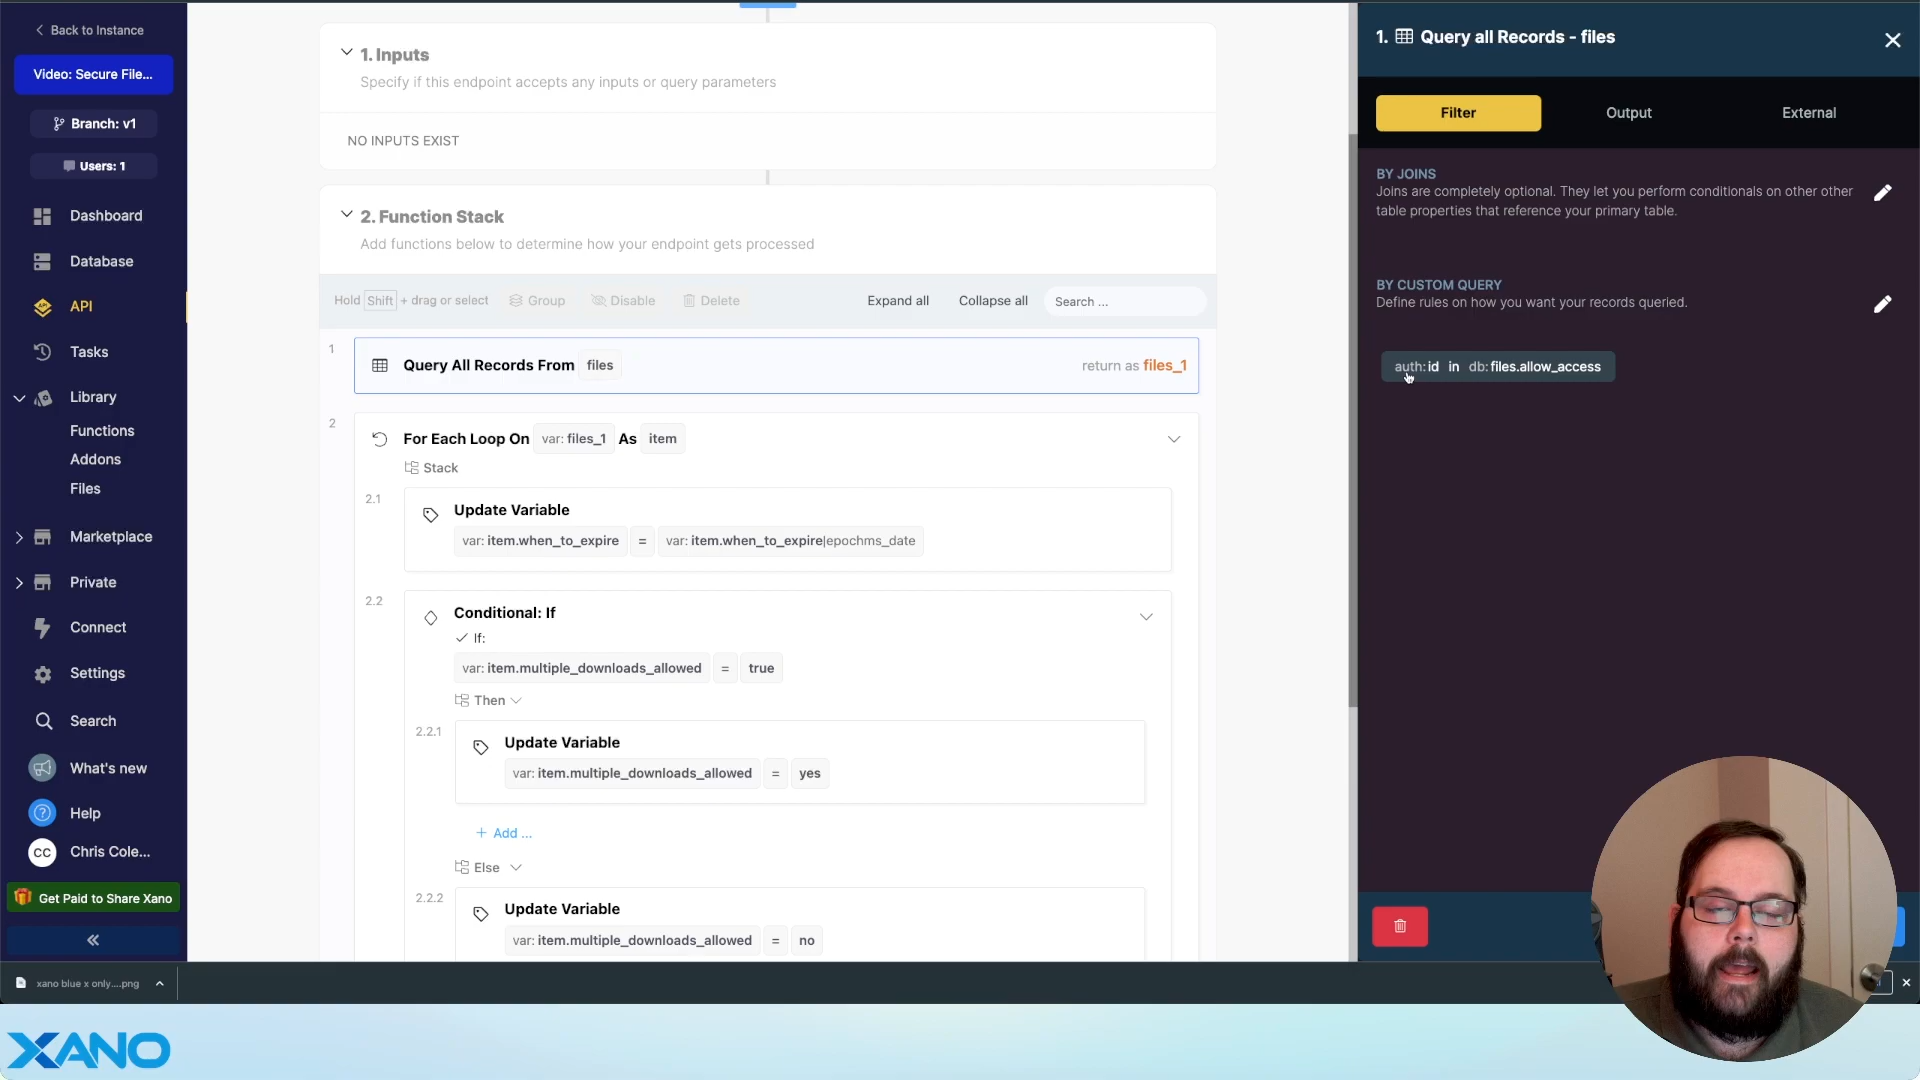 Back to Instance
Video: Secure File...
Branch: v1
Users: 1
Dashboard
Database
API
Tasks
Library
Functions
Addons
Files
Marketplace
Private
Connect
Settings
Search
What's new
Help
CC Chris Cole...
Get Paid to Share Xano
1. Inputs
Specify if this endpoint accepts any inputs or query parameters
NO INPUTS EXIST
2. Function Stack
Add functions below to determine how your endpoint gets processed
Hold Shift + drag or select Group Disable Delete Expand all Collapse all Search ...
1 Query All Records From files return as files_1
2 For Each Loop On var: files_1 As item
Stack
2.1 Update Variable
var: item.when_to_expire = var: item.when_to_expire|epochms_date
2.2 Conditional: If
If:
var: item.multiple_downloads_allowed = true
Then
2.2.1 Update Variable
var: item.multiple_downloads_allowed = yes
+ Add ...
Else
2.2.2 Update Variable
var: item.multiple_downloads_allowed = no
1. Query all Records - files
Filter Output External
BY JOINS
Joins are completely optional. They let you perform conditionals on other other
table properties that reference your primary table.
BY CUSTOM QUERY
Define rules on how you want your records queried.
auth: id in db: files.allow_access
xano blue x only....png
XANO